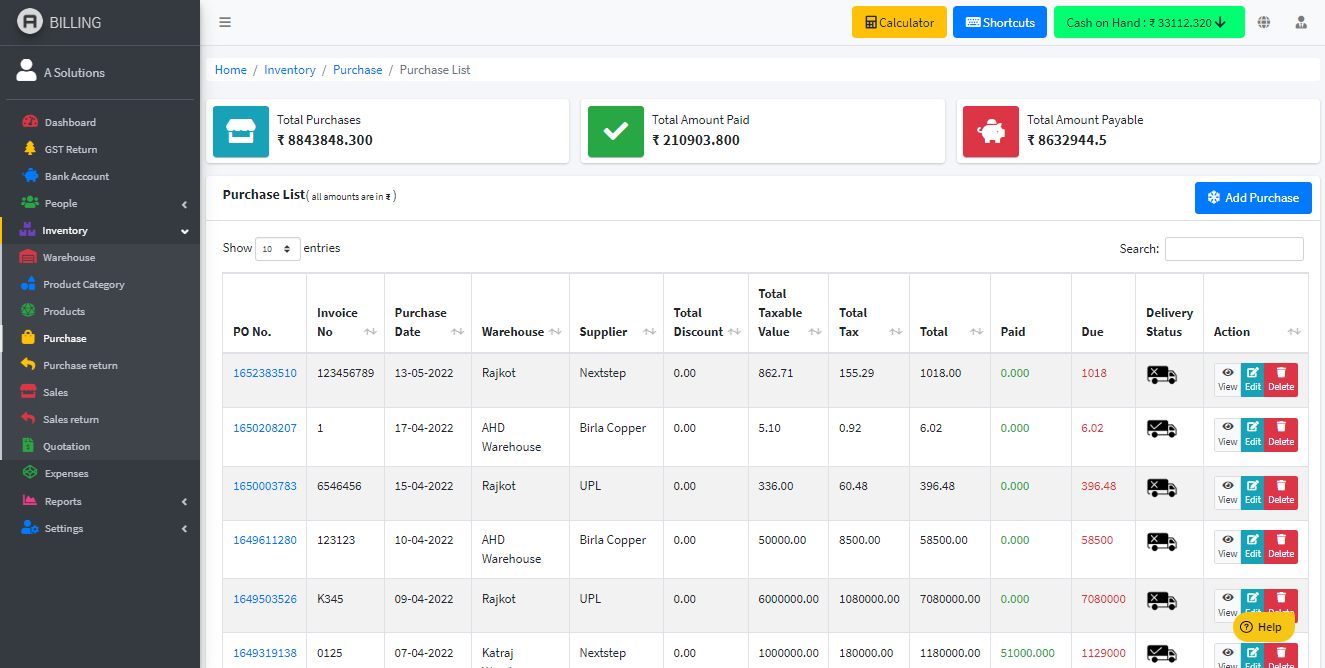 A BILLING
Calculator
Shortcuts
Cash on Hand : ₹ 33112.320
A Solutions
Home / Inventory / Purchase / Purchase List
Dashboard
GST Return
Bank Account
People
Inventory
Warehouse
Product Category
Products
Purchase
Purchase return
Sales
Sales return
Quotation
Expenses
Reports
Settings
Total Purchases
₹ 8843848.300
Total Amount Paid
₹ 210903.800
Total Amount Payable
₹ 8632944.5
Purchase List( all amounts are in ₹ )
Add Purchase
Show 10 entries
Search:
PO No. Invoice No Purchase Date Warehouse Supplier Total Discount Total Taxable Value Total Tax Total Paid Due Delivery Status Action
1652383510 123456789 13-05-2022 Rajkot Nextstep 0.00 862.71 155.29 1018.00 0.000 1018 View Edit Delete
1650208207 1 17-04-2022 AHD Warehouse Birla Copper 0.00 5.10 0.92 6.02 0.000 6.02 View Edit Delete
1650003783 6546456 15-04-2022 Rajkot UPL 0.00 336.00 60.48 396.48 0.000 396.48 View Edit Delete
1649611280 123123 10-04-2022 AHD Warehouse Birla Copper 0.00 50000.00 8500.00 58500.00 0.000 58500 View Edit Delete
1649503526 K345 09-04-2022 Rajkot UPL 0.00 6000000.00 1080000.00 7080000.00 0.000 7080000 View Edit Delete
Help
1649319138 0125 07-04-2022 Katraj Nextstep 0.00 1000000.00 180000.00 1180000.00 51000.000 1129000 View Edit Delete